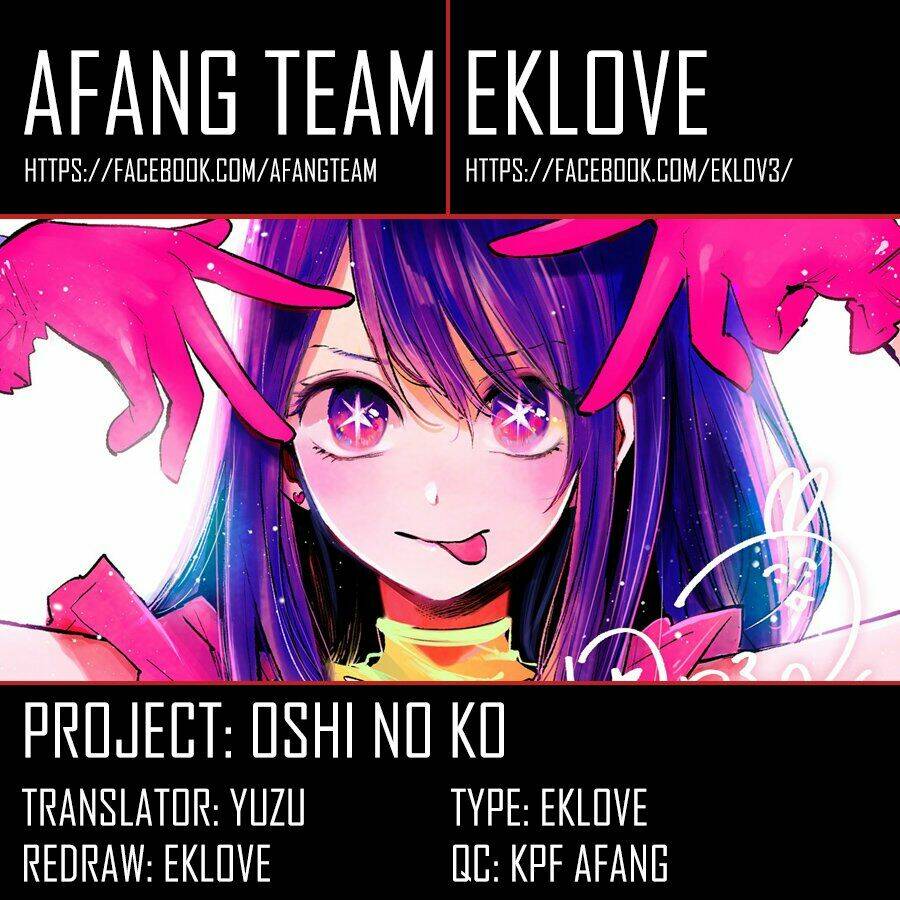 AFANG TEAM
HTTPS://FACEBOOK.COM/AFANGTEAM
EKLOVE
HTTPS://FACEBOOK.COM/EKLOV3/
PROJECT: OSHI NO KO
TRANSLATOR: YUZU
TYPE: EKLOVE
REDRAW: EKLOVE
QC: KPF AFANG